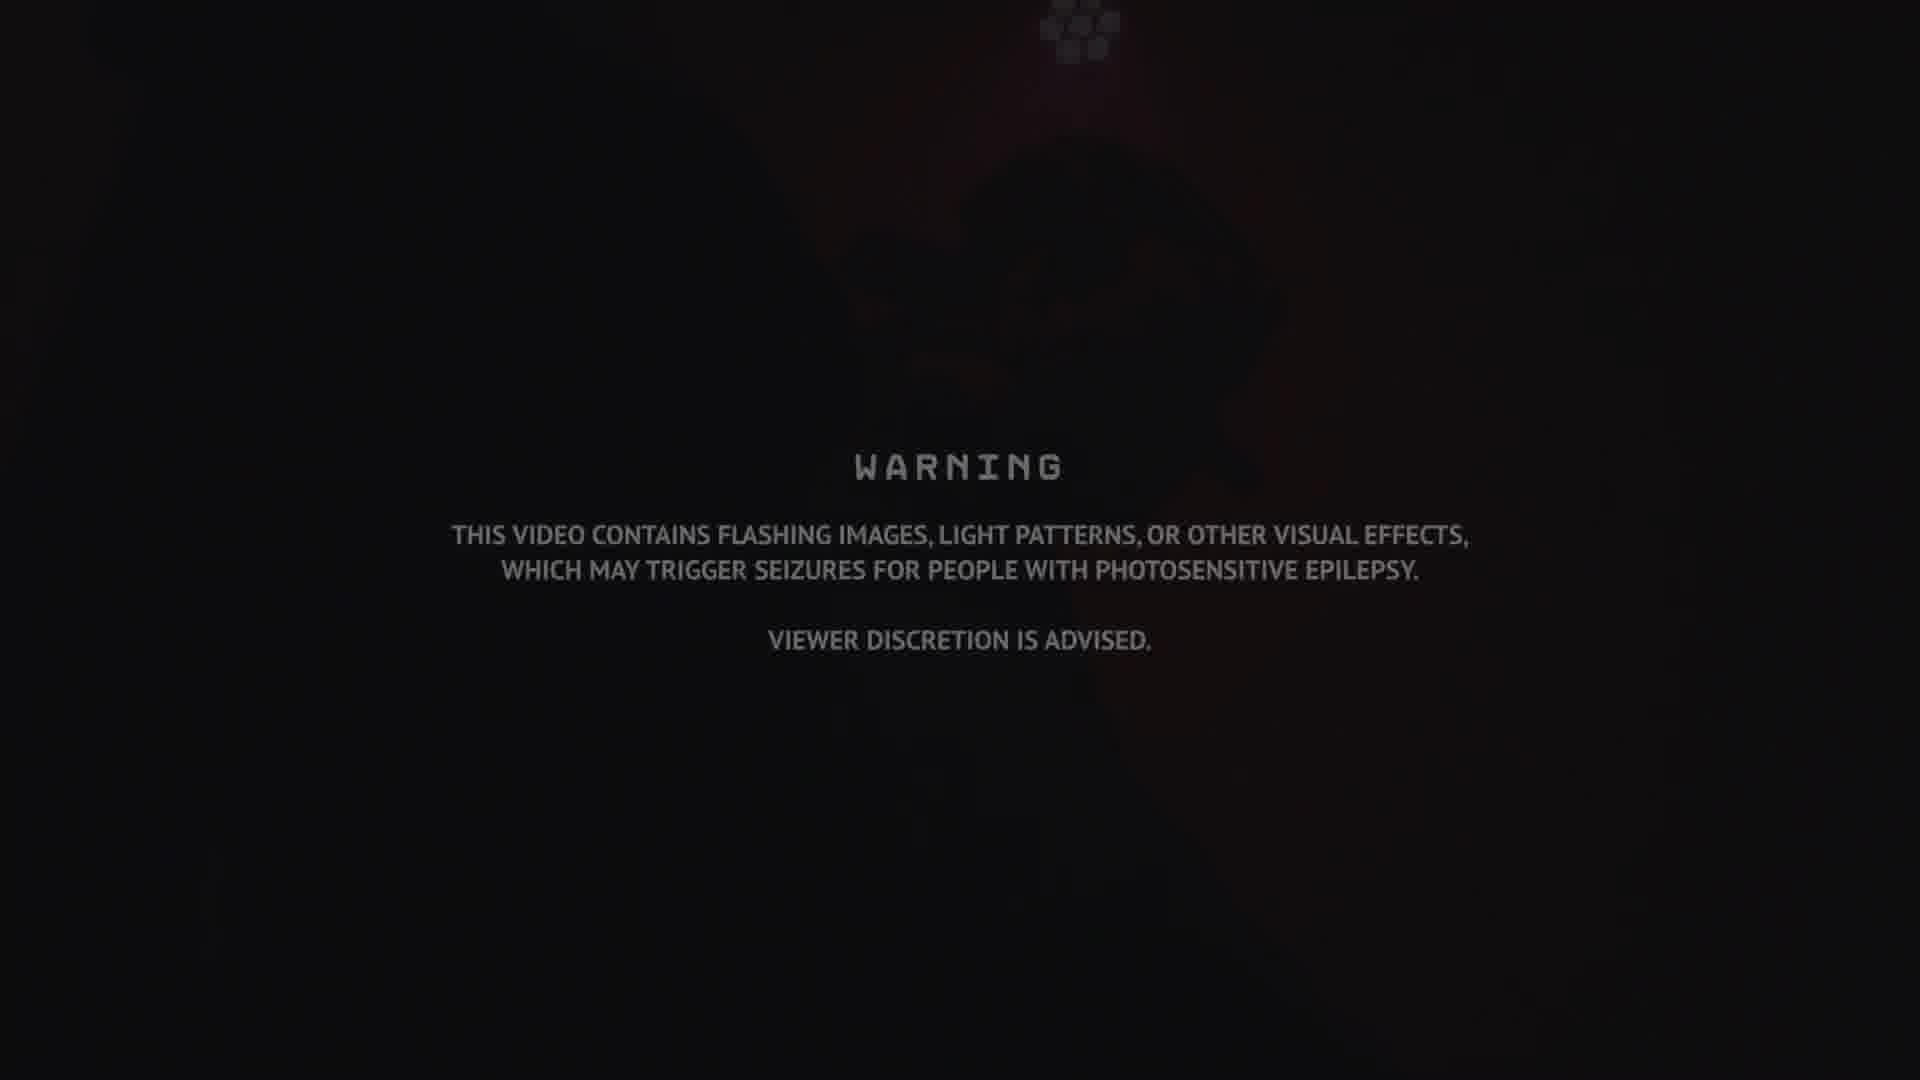 WARNING
THIS VIDEO CONTAINS FLASHING IMAGES, LIGHT PATTERNS, OR OTHER VISUAL EFFECTS,
WHICH MAY TRIGGER SEIZURES FOR PEOPLE WITH PHOTOSENSITIVE EPILEPSY.
VIEWER DISCRETION IS ADVISED.